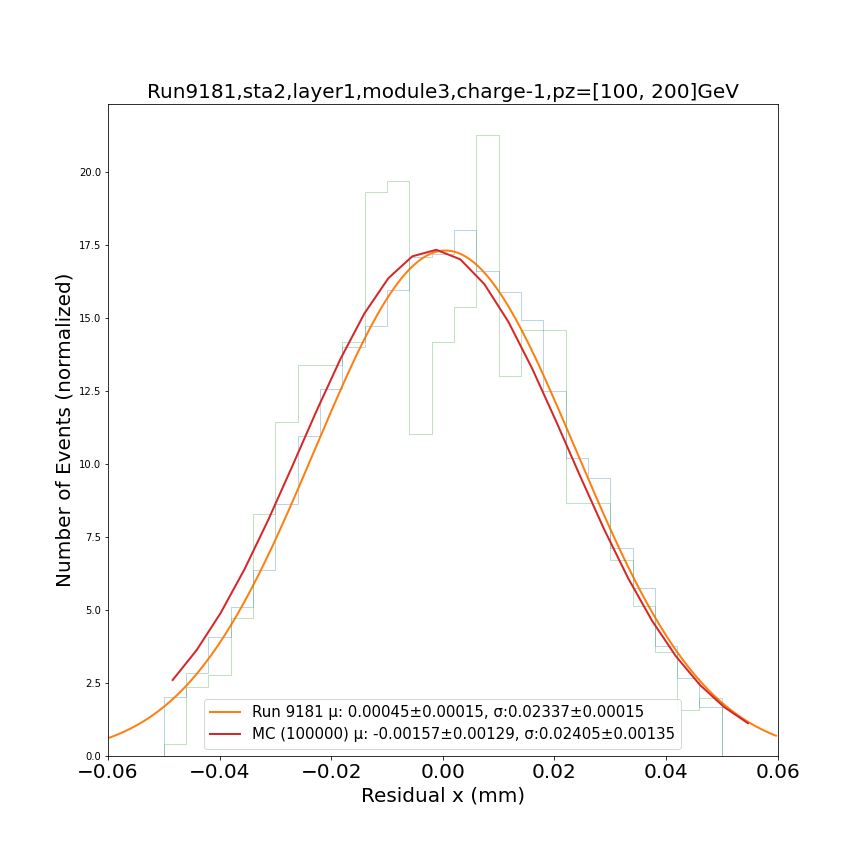 Run9181,sta2,layer1,module3,charge-1,pz=[100, 200]GeV
Number of Events (normalized)
20.0
17.5
15.0
12.5
10.0
7.5
5.0
2.5
0.0
Run 9181 μ: 0.00045±0.00015, σ:0.02337±0.00015
MC (100000) μ: -0.00157±0.00129, σ:0.02405±0.00135
−0.06 −0.04 −0.02 0.00 0.02 0.04 0.06
Residual x (mm)